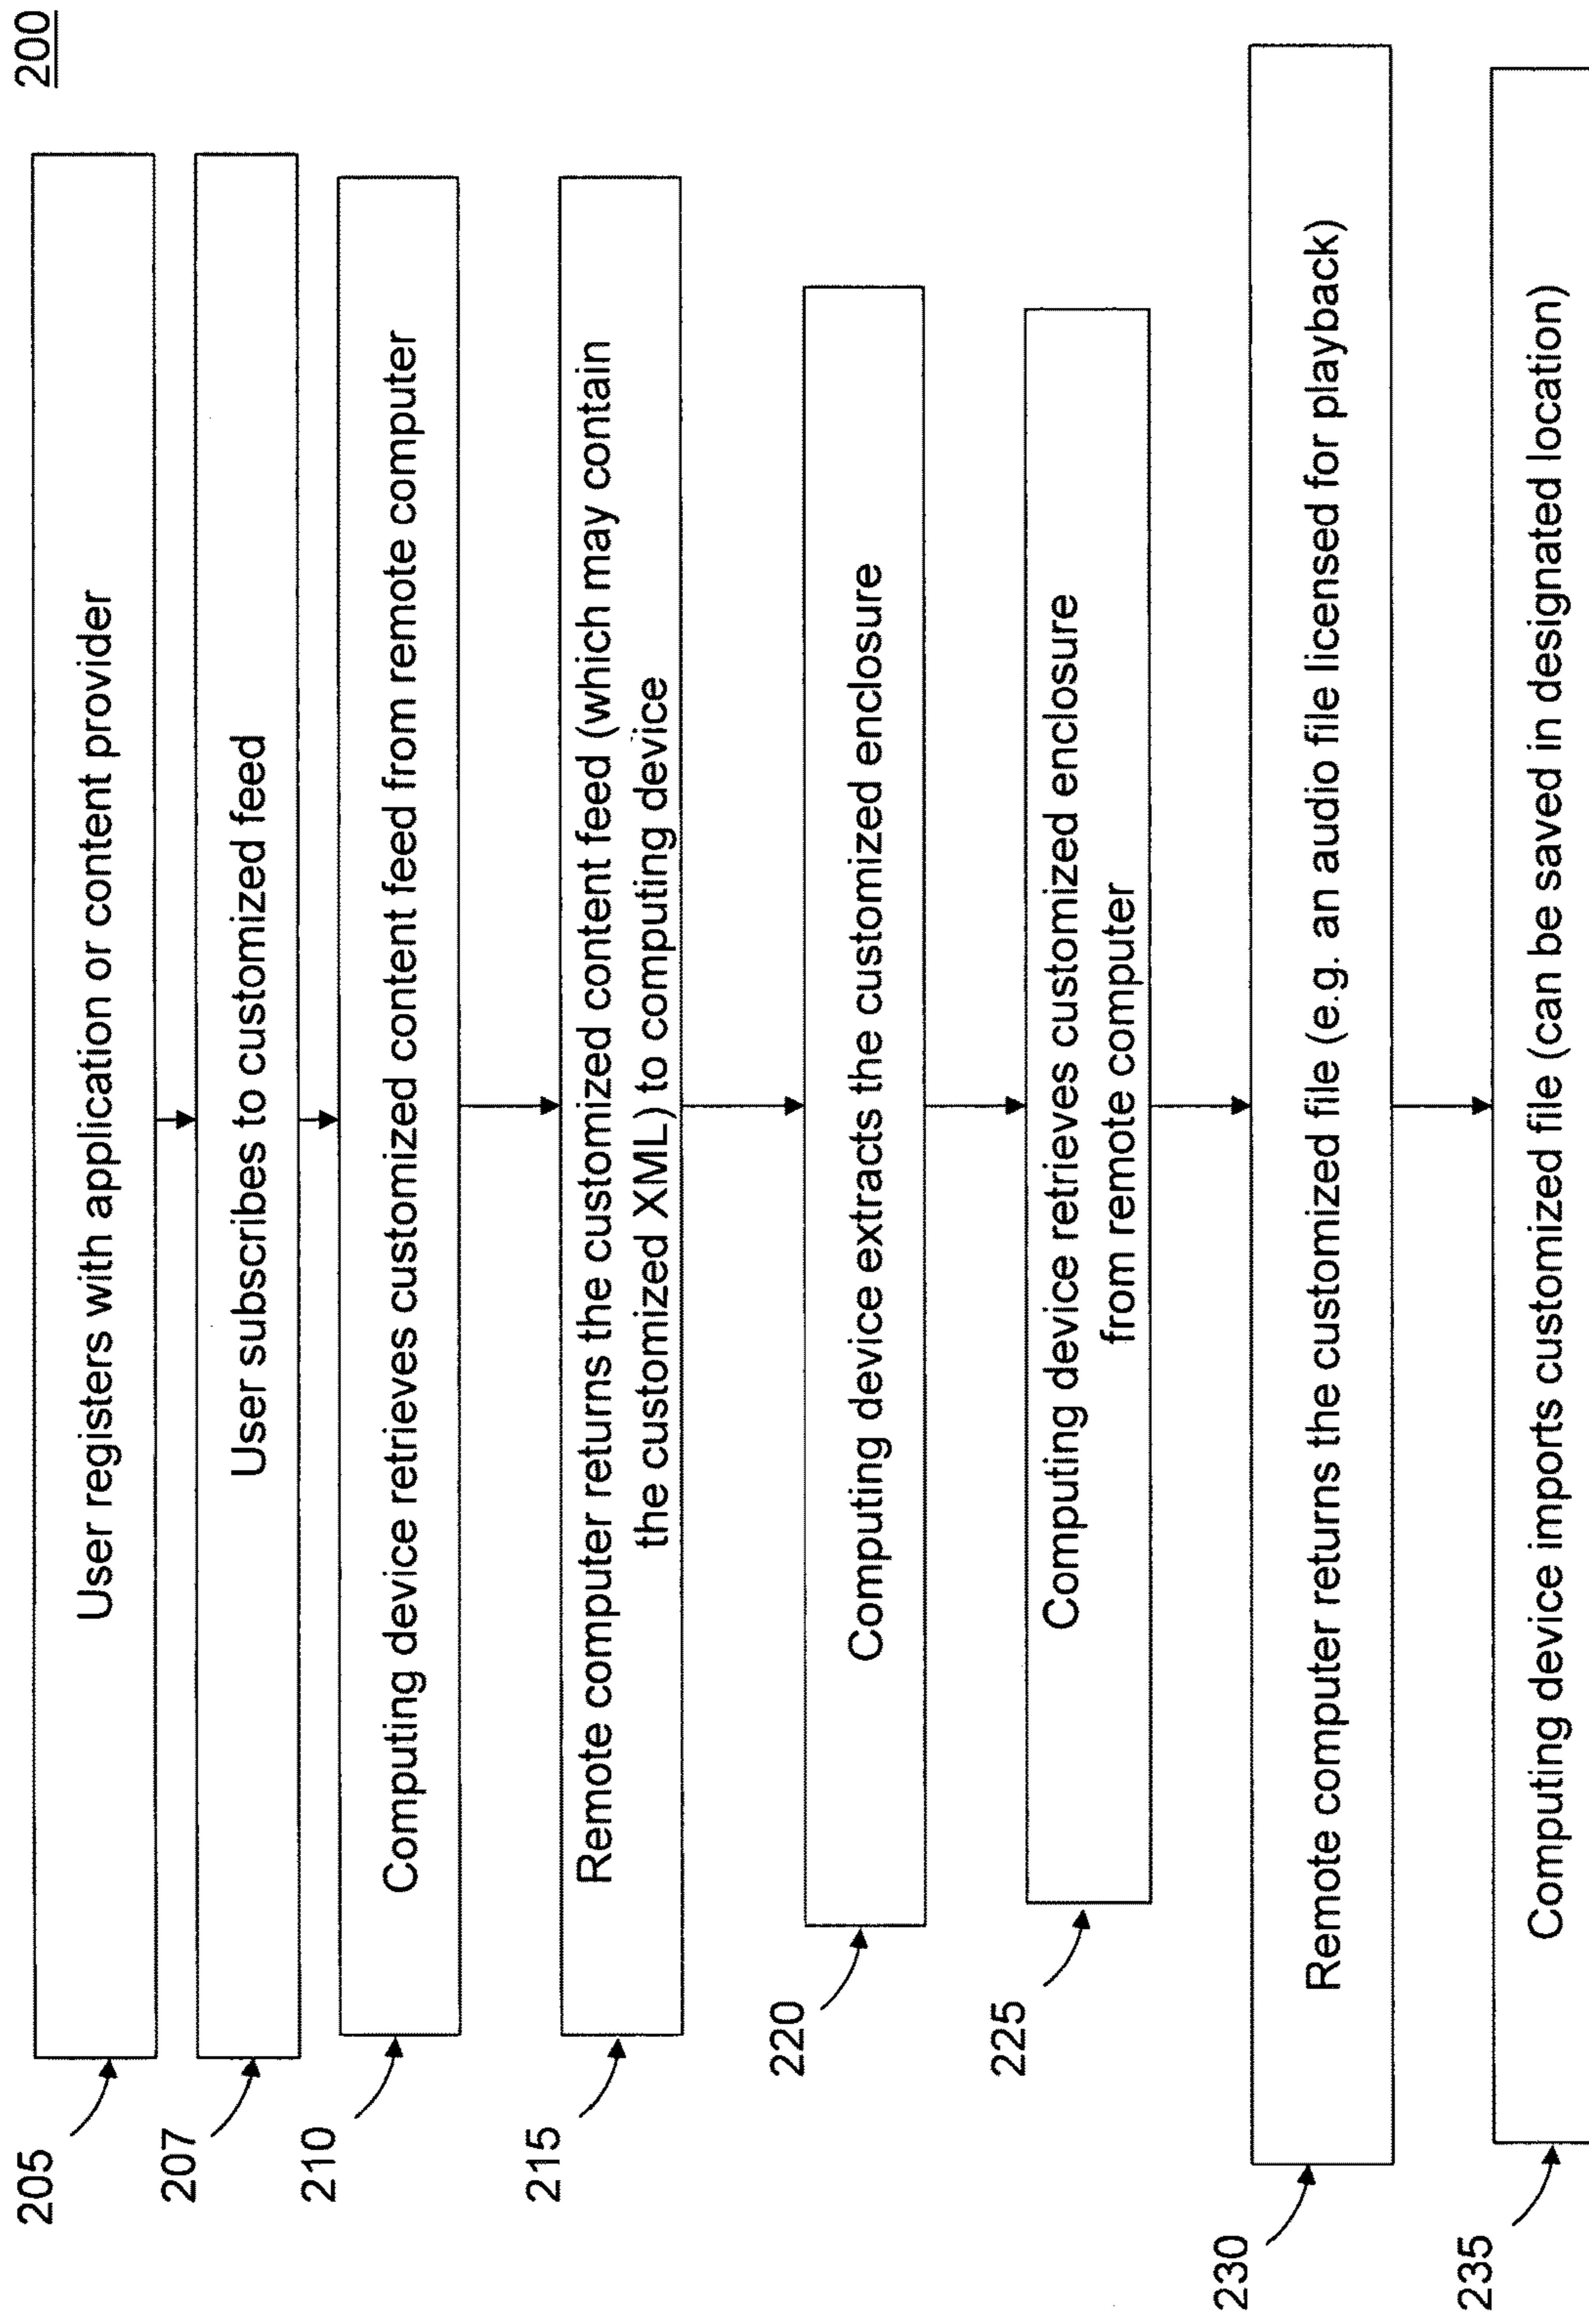 200
205
User registers with application or content provider
207
User subscribes to customized feed
210
Computing device retrieves customized content feed from remote computer
215
Remote computer returns the customized content feed (which may contain
the customized XML) to computing device
220
Computing device extracts the customized enclosure
225
Computing device retrieves customized enclosure
from remote computer
230
Remote computer returns the customized file (e.g. an audio file licensed for playback)
235
Computing device imports customized file (can be saved in designated location)